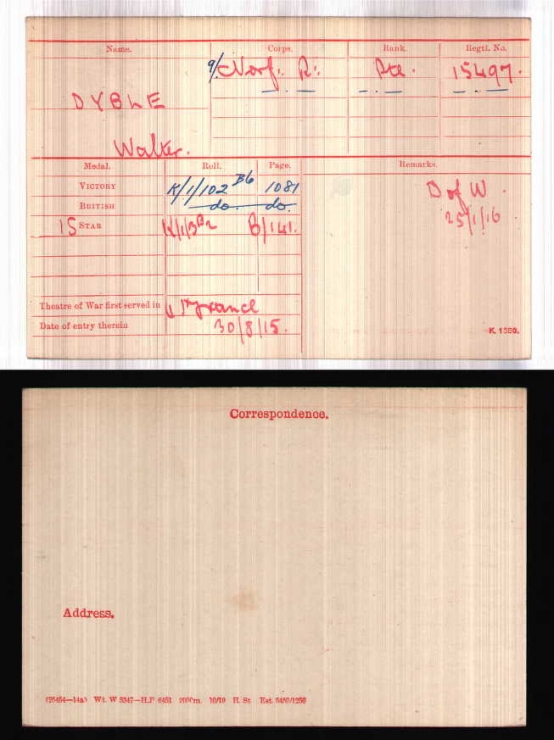 Name. Corps. Rank. Regtl. No.
9/Norf: R: Pte. 15497.
DYBLE
Walter.
Medal. Roll. Page. Remarks.
VICTORY K/1/102 B6 1081 D of W.
BRITISH do. do. 25/1/16
15 STAR K/1/3 B/141.
Theatre of War first served in France
Date of entry therein 30/8/15.
K. 1380.
Correspondence.
Address.